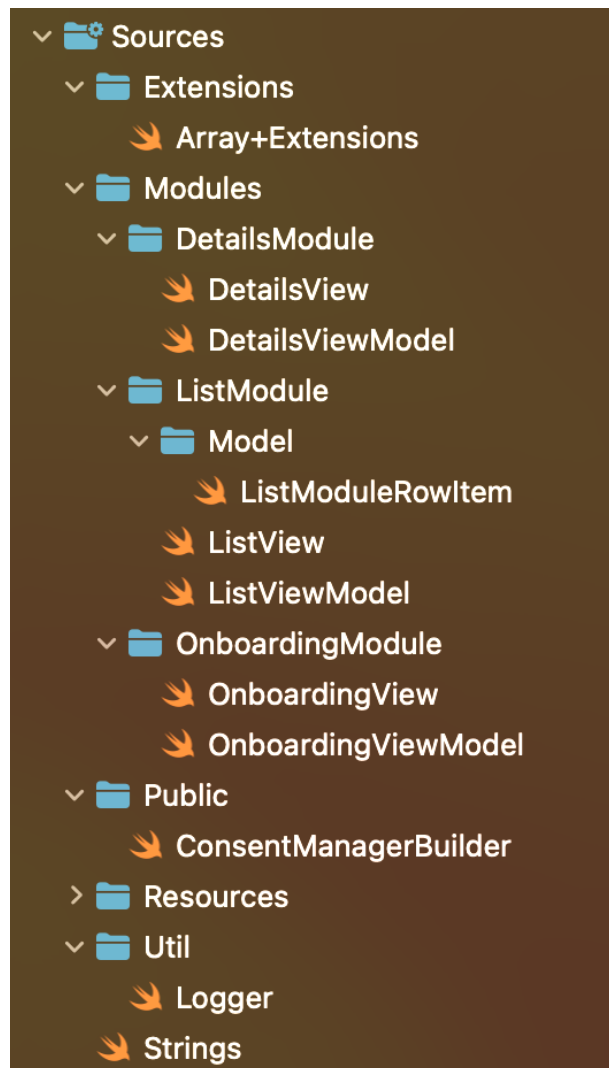 Sources
Extensions
Array+Extensions
Modules
DetailsModule
DetailsView
DetailsViewModel
ListModule
Model
ListModuleRowItem
ListView
ListViewModel
OnboardingModule
OnboardingView
OnboardingViewModel
Public
ConsentManagerBuilder
Resources
Util
Logger
Strings